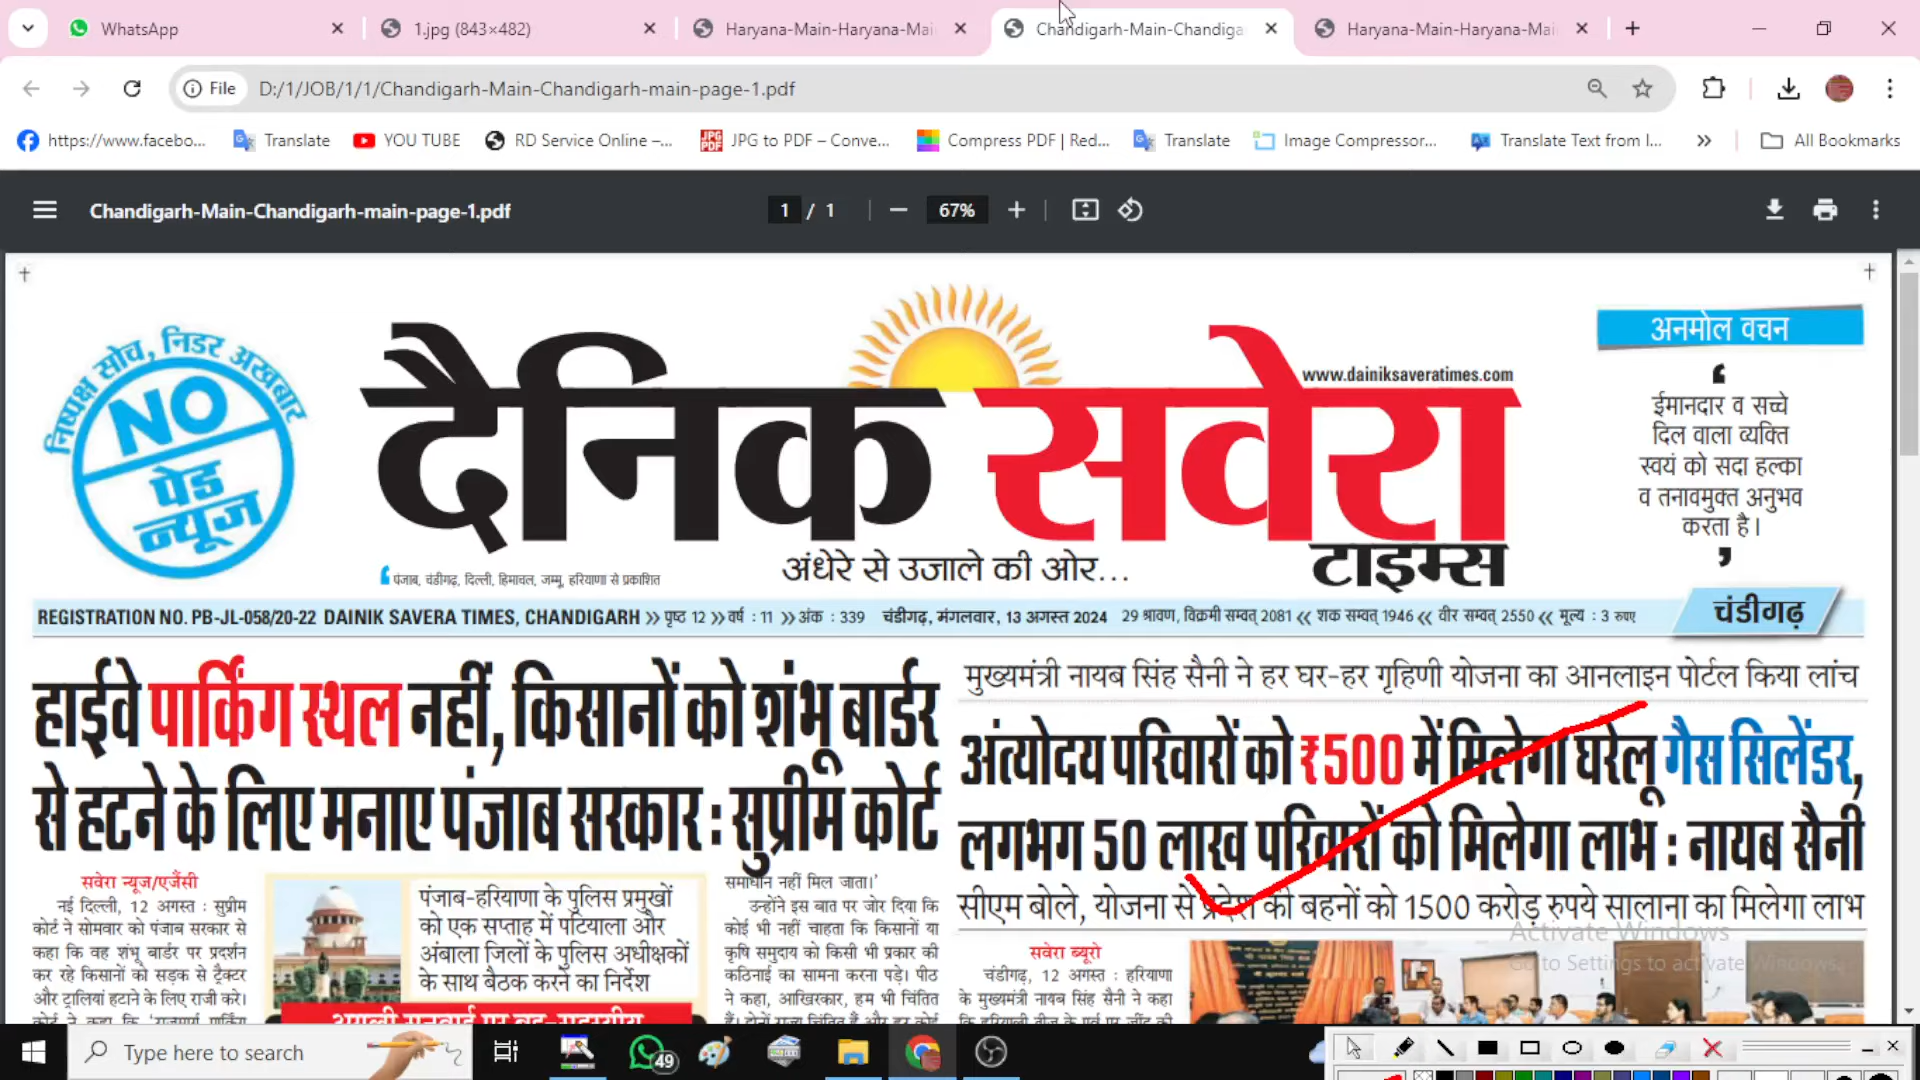 WhatsApp
1.jpg (843×482)
Haryana-Main-Haryana-Mai
Chandigarh-Main-Chandiga
Haryana-Main-Haryana-Mai
File
D:/1/JOB/1/1/Chandigarh-Main-Chandigarh-main-page-1.pdf
https://www.facebo...
Translate
YOU TUBE
RD Service Online –...
JPG to PDF – Conve...
Compress PDF | Red...
Translate
Image Compressor...
Translate Text from I...
All Bookmarks
Chandigarh-Main-Chandigarh-main-page-1.pdf
1 / 1
67%
निष्पक्ष सोच, निडर अखबार
NO
पेड
न्यूज
दैनिक सवेरा
www.dainiksaveratimes.com
टाइम्स
अंधेरे से उजाले की ओर...
पंजाब, चंडीगढ़, दिल्ली, हिमाचल, जम्मू, हरियाणा से प्रकाशित
अनमोल वचन
ईमानदार व सच्चे
दिल वाला व्यक्ति
स्वयं को सदा हल्का
व तनावमुक्त अनुभव
करता है।
REGISTRATION NO. PB-JL-058/20-22 DAINIK SAVERA TIMES, CHANDIGARH >> पृष्ठ 12 >> वर्ष : 11 >> अंक : 339 चंडीगढ़, मंगलवार, 13 अगस्त 2024 29 श्रावण, विक्रमी सम्वत् 2081 << शक सम्वत् 1946 << वीर सम्वत् 2550 << मूल्य : 3 रुपए
चंडीगढ़
हाईवे पार्किंग स्थल नहीं, किसानों को शंभू बार्डर
से हटने के लिए मनाए पंजाब सरकार : सुप्रीम कोर्ट
सवेरा न्यूज/एजैंसी
नई दिल्ली, 12 अगस्त : सुप्रीम
कोर्ट ने सोमवार को पंजाब सरकार से
कहा कि वह शंभू बार्डर पर प्रदर्शन
कर रहे किसानों को सड़क से ट्रैक्टर
और ट्रालियां हटाने के लिए राजी करे।
पंजाब-हरियाणा के पुलिस प्रमुखों
को एक सप्ताह में पटियाला और
अंबाला जिलों के पुलिस अधीक्षकों
के साथ बैठक करने का निर्देश
समाधान नहीं मिल जाता।'
उन्होंने इस बात पर जोर दिया कि
कोई भी नहीं चाहता कि किसानों या
कृषि समुदाय को किसी भी प्रकार की
कठिनाई का सामना करना पड़े। पीठ
ने कहा, आखिरकार, हम भी चिंतित
मुख्यमंत्री नायब सिंह सैनी ने हर घर-हर गृहिणी योजना का आनलाइन पोर्टल किया लांच
अंत्योदय परिवारों को ₹500 में मिलेगा घरेलू गैस सिलेंडर,
लगभग 50 लाख परिवारों को मिलेगा लाभ : नायब सैनी
सीएम बोले, योजना से प्रदेश की बहनों को 1500 करोड़ रुपये सालाना का मिलेगा लाभ
सवेरा ब्यूरो
चंडीगढ़, 12 अगस्त : हरियाणा
के मुख्यमंत्री नायब सिंह सैनी ने कहा
Activate Windows
Go to Settings to activate Windows.
Type here to search
49